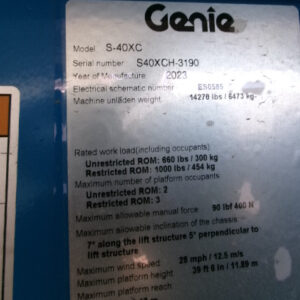 Genie
Model S-40XC
Serial number S40XCH-3190
Year of Manufacture 2023
Electrical schematic number ES0585
Machine unladen weight 14270 lbs / 6473 kg
Rated work load(including occupants)
Unrestricted ROM: 660 lbs / 300 kg
Restricted ROM: 1000 lbs / 454 kg
Maximum number of platform occupants
Unrestricted ROM: 2
Restricted ROM: 3
Maximum allowable manual force 90 lbf 400 N
Maximum allowable inclination of the chassis:
7° along the lift structure 5° perpendicular to
lift structure
Maximum wind speed 28 mph / 12.5 m/s
Maximum platform height 39 ft 0 in / 11.89 m
Maximum platform reach